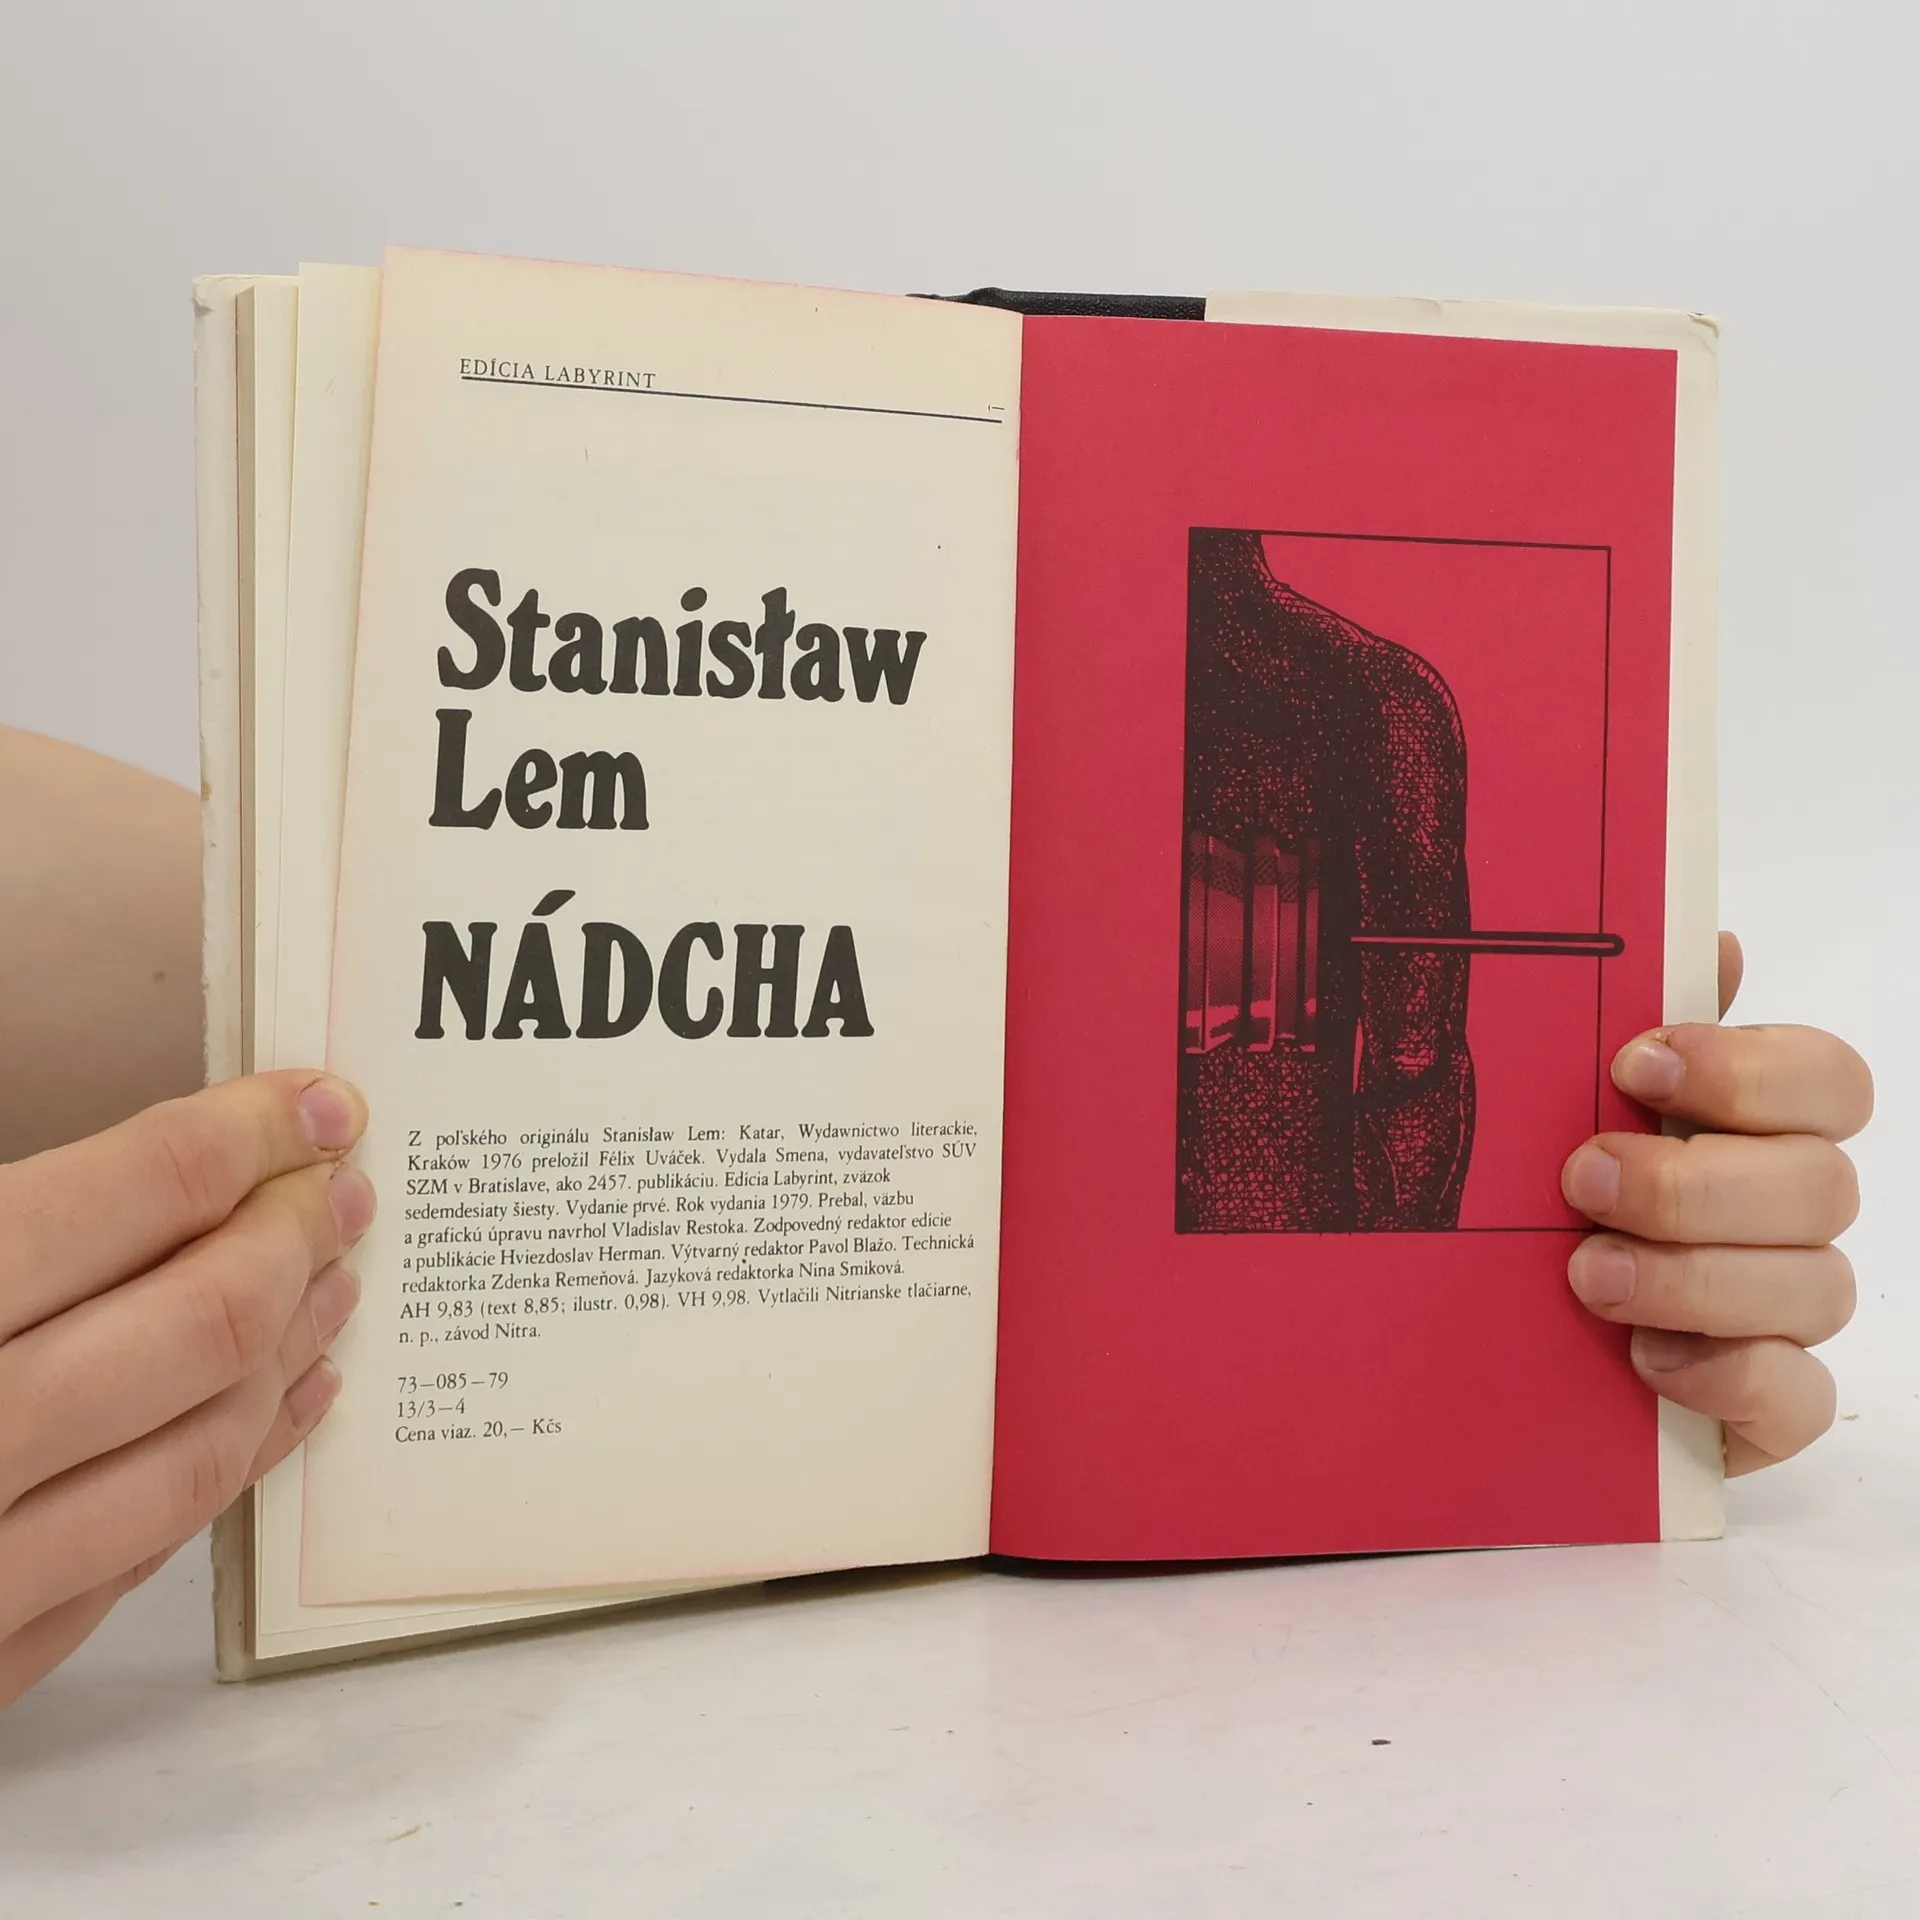 EDÍCIA LABYRINT
Stanisław
Lem
NÁDCHA
Z poľského originálu Stanisław Lem: Katar, Wydawnictwo literackie,
Kraków 1976 preložil Félix Uváček. Vydala Smena, vydavateľstvo SÚV
SZM v Bratislave, ako 2457. publikáciu. Edícia Labyrint, zväzok
sedemdesiaty šiesty. Vydanie prvé. Rok vydania 1979. Prebal, väzbu
a grafickú úpravu navrhol Vladislav Restoka. Zodpovedný redaktor edície
a publikácie Hviezdoslav Herman. Výtvarný redaktor Pavol Blažo. Technická
redaktorka Zdenka Remeňová. Jazyková redaktorka Nina Smiková.
AH 9,83 (text 8,85; ilustr. 0,98). VH 9,98. Vytlačili Nitrianske tlačiarne,
n. p., závod Nitra.
73—085—79
13/3—4
Cena viaz. 20,— Kčs